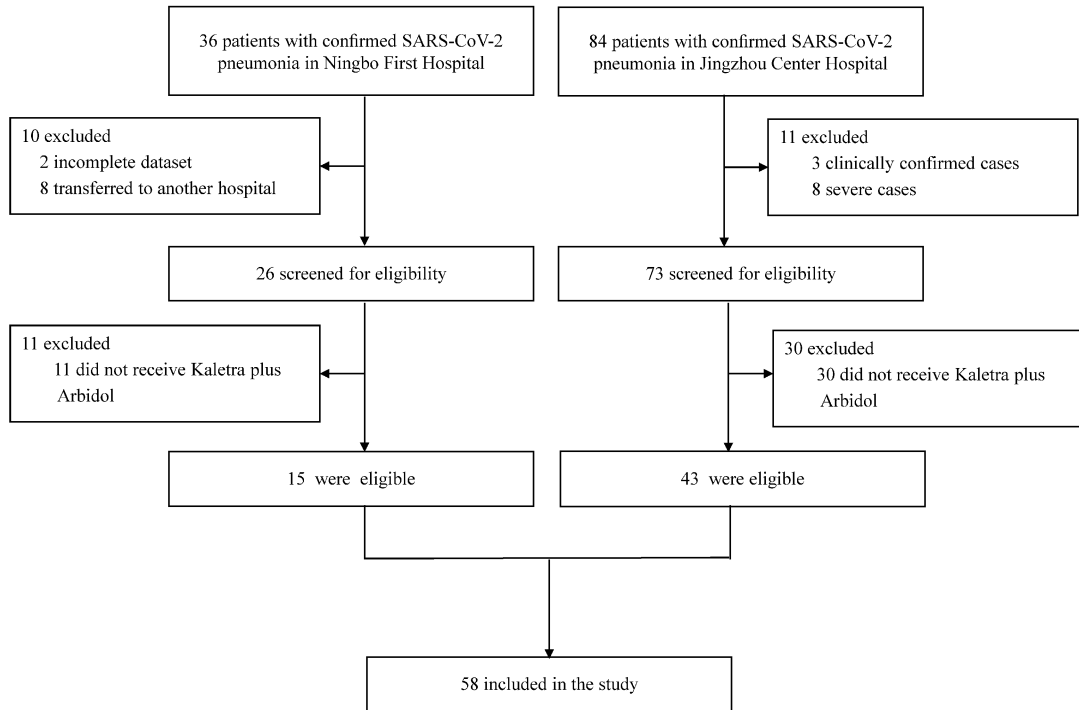 36 patients with confirmed SARS-CoV-2
pneumonia in Ningbo First Hospital
84 patients with confirmed SARS-CoV-2
pneumonia in Jingzhou Center Hospital
10 excluded
2 incomplete dataset
8 transferred to another hospital
11 excluded
3 clinically confirmed cases
8 severe cases
26 screened for eligibility
73 screened for eligibility
11 excluded
11 did not receive Kaletra plus
Arbidol
30 excluded
30 did not receive Kaletra plus
Arbidol
15 were eligible
43 were eligible
58 included in the study